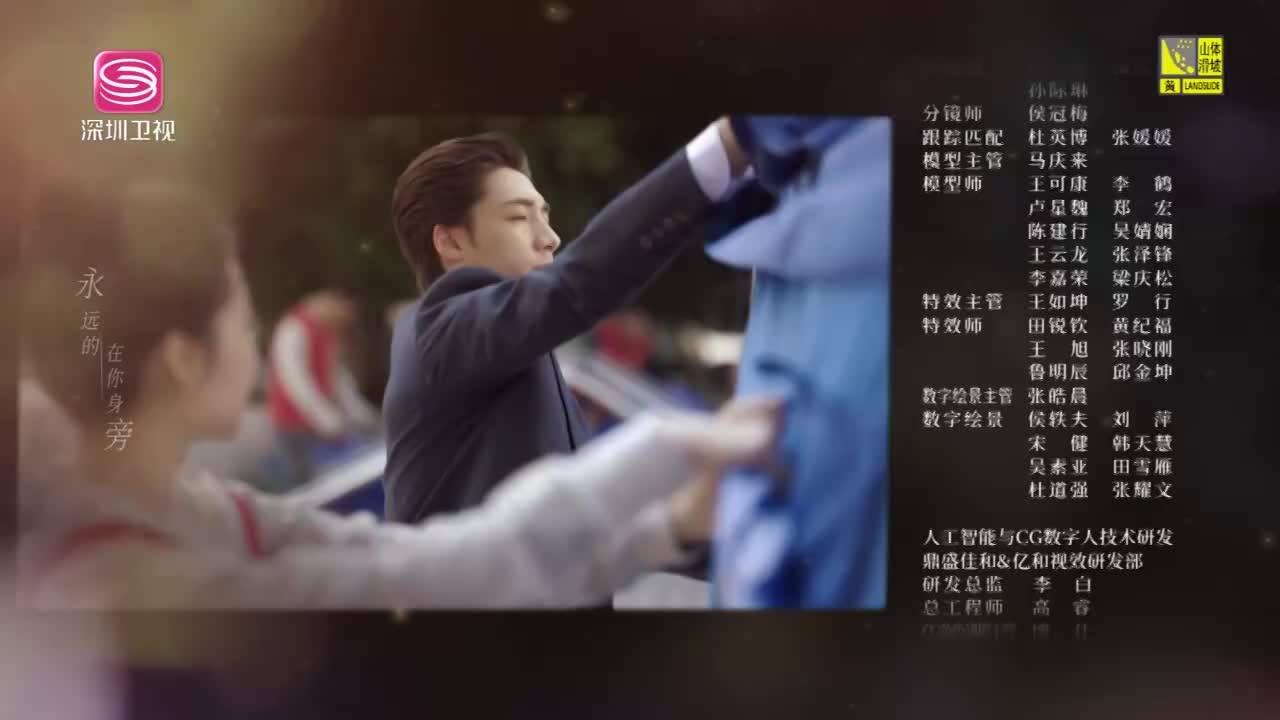 深圳卫视
山体
滑坡
黄 LANDSLIDE
永远的
在你身旁
孙际琳
分镜师 侯冠梅
跟踪匹配 杜英博 张媛媛
模型主管 马庆来
模型师 王可康 李 鹤
卢星魏 郑 宏
陈建行 吴婧娴
王云龙 张泽锋
李嘉荣 梁庆松
特效主管 王如坤 罗 行
特效师 田锐钦 黄纪福
王 旭 张晓刚
鲁明辰 邱金坤
数字绘景主管 张皓晨
数字绘景 侯轶夫 刘 萍
宋 健 韩天慧
吴素亚 田雪雁
杜道强 张耀文
人工智能与CG数字人技术研发
鼎盛佳和&亿和视效研发部
研发总监 李 白
总工程师 高 睿